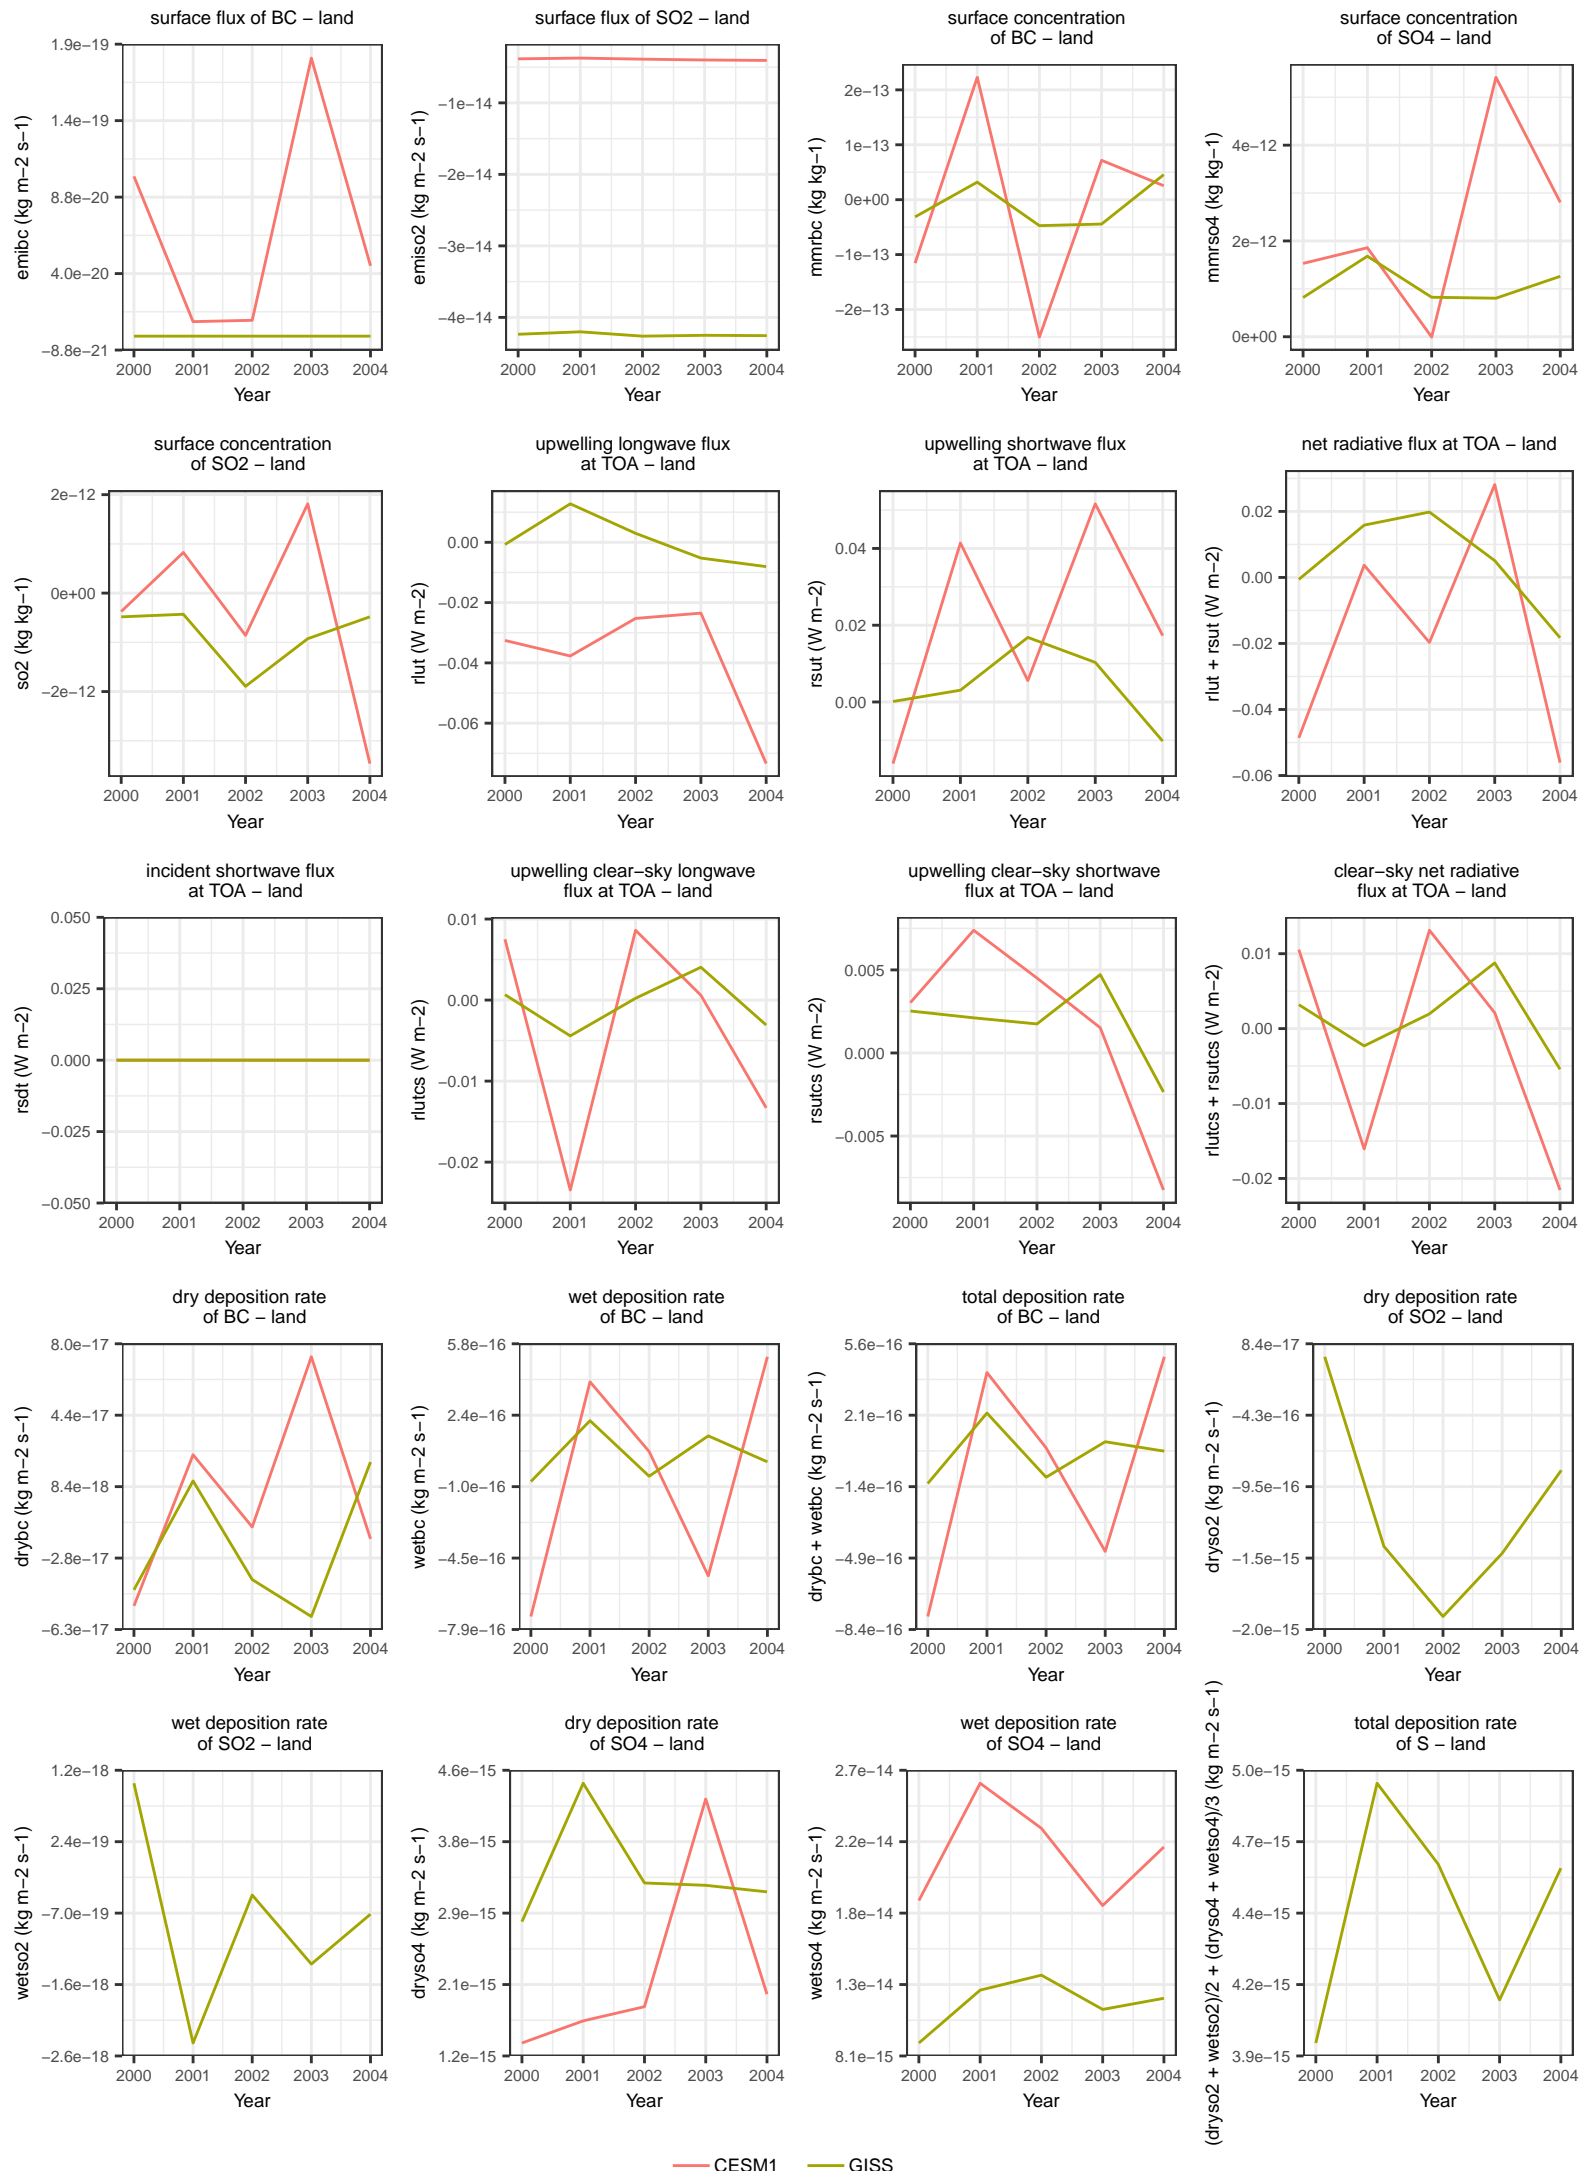 surface flux of BC − land
1.9e−19
1.4e−19
8.8e−20
4.0e−20
−8.8e−21
emibc (kg m−2 s−1)
2000 2001 2002 2003 2004
Year
surface flux of SO2 − land
−1e−14
−2e−14
−3e−14
−4e−14
emiso2 (kg m−2 s−1)
2000 2001 2002 2003 2004
Year
surface concentration
of BC − land
2e−13
1e−13
0e+00
−1e−13
−2e−13
mmrbc (kg kg−1)
2000 2001 2002 2003 2004
Year
surface concentration
of SO4 − land
4e−12
2e−12
0e+00
mmrso4 (kg kg−1)
2000 2001 2002 2003 2004
Year
surface concentration
of SO2 − land
2e−12
0e+00
−2e−12
so2 (kg kg−1)
2000 2001 2002 2003 2004
Year
upwelling longwave flux
at TOA − land
0.00
−0.02
−0.04
−0.06
rlut (W m−2)
2000 2001 2002 2003 2004
Year
upwelling shortwave flux
at TOA − land
0.04
0.02
0.00
rsut (W m−2)
2000 2001 2002 2003 2004
Year
net radiative flux at TOA − land
0.02
0.00
−0.02
−0.04
−0.06
rlut + rsut (W m−2)
2000 2001 2002 2003 2004
Year
incident shortwave flux
at TOA − land
0.050
0.025
0.000
−0.025
−0.050
rsdt (W m−2)
2000 2001 2002 2003 2004
Year
upwelling clear−sky longwave
flux at TOA − land
0.01
0.00
−0.01
−0.02
rlutcs (W m−2)
2000 2001 2002 2003 2004
Year
upwelling clear−sky shortwave
flux at TOA − land
0.005
0.000
−0.005
rsutcs (W m−2)
2000 2001 2002 2003 2004
Year
clear−sky net radiative
flux at TOA − land
0.01
0.00
−0.01
−0.02
rlutcs + rsutcs (W m−2)
2000 2001 2002 2003 2004
Year
dry deposition rate
of BC − land
8.0e−17
4.4e−17
8.4e−18
−2.8e−17
−6.3e−17
drybc (kg m−2 s−1)
2000 2001 2002 2003 2004
Year
wet deposition rate
of BC − land
5.8e−16
2.4e−16
−1.0e−16
−4.5e−16
−7.9e−16
wetbc (kg m−2 s−1)
2000 2001 2002 2003 2004
Year
total deposition rate
of BC − land
5.6e−16
2.1e−16
−1.4e−16
−4.9e−16
−8.4e−16
drybc + wetbc (kg m−2 s−1)
2000 2001 2002 2003 2004
Year
dry deposition rate
of SO2 − land
8.4e−17
−4.3e−16
−9.5e−16
−1.5e−15
−2.0e−15
dryso2 (kg m−2 s−1)
2000 2001 2002 2003 2004
Year
wet deposition rate
of SO2 − land
1.2e−18
2.4e−19
−7.0e−19
−1.6e−18
−2.6e−18
wetso2 (kg m−2 s−1)
2000 2001 2002 2003 2004
Year
dry deposition rate
of SO4 − land
4.6e−15
3.8e−15
2.9e−15
2.1e−15
1.2e−15
dryso4 (kg m−2 s−1)
2000 2001 2002 2003 2004
Year
wet deposition rate
of SO4 − land
2.7e−14
2.2e−14
1.8e−14
1.3e−14
8.1e−15
wetso4 (kg m−2 s−1)
2000 2001 2002 2003 2004
Year
total deposition rate
of S − land
5.0e−15
4.7e−15
4.4e−15
4.2e−15
3.9e−15
(dryso2 + wetso2)/2 + (dryso4 + wetso4)/3 (kg m−2 s−1)
2000 2001 2002 2003 2004
Year
CESM1 GISS